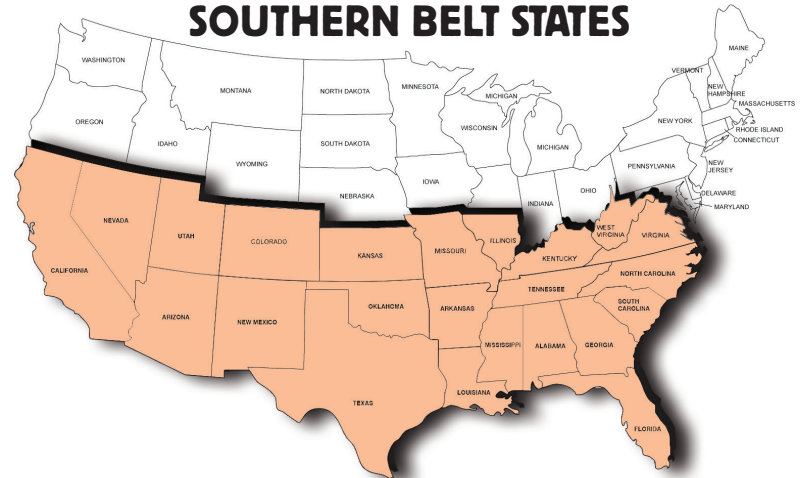 SOUTHERN BELT STATES
WASHINGTON
MONTANA
NORTH DAKOTA
MINNESOTA
MICHIGAN
VERMONT
MAINE
NEW
HAMPSHIRE
MASSACHUSETTS
OREGON
IDAHO
WYOMING
SOUTH DAKOTA
WISCONSIN
MICHIGAN
NEW YORK
RHODE ISLAND
CONNECTICUT
NEBRASKA
IOWA
INDIANA
OHIO
PENNSYLVANIA
NEW
JERSEY
DELAWARE
MARYLAND
NEVADA
UTAH
COLORADO
KANSAS
MISSOURI
ILLINOIS
KENTUCKY
WEST
VIRGINIA
VIRGINIA
CALIFORNIA
ARIZONA
NEW MEXICO
OKLAHOMA
ARKANSAS
TENNESSEE
NORTH CAROLINA
SOUTH
CAROLINA
MISSISSIPPI
ALABAMA
GEORGIA
TEXAS
LOUISIANA
FLORIDA